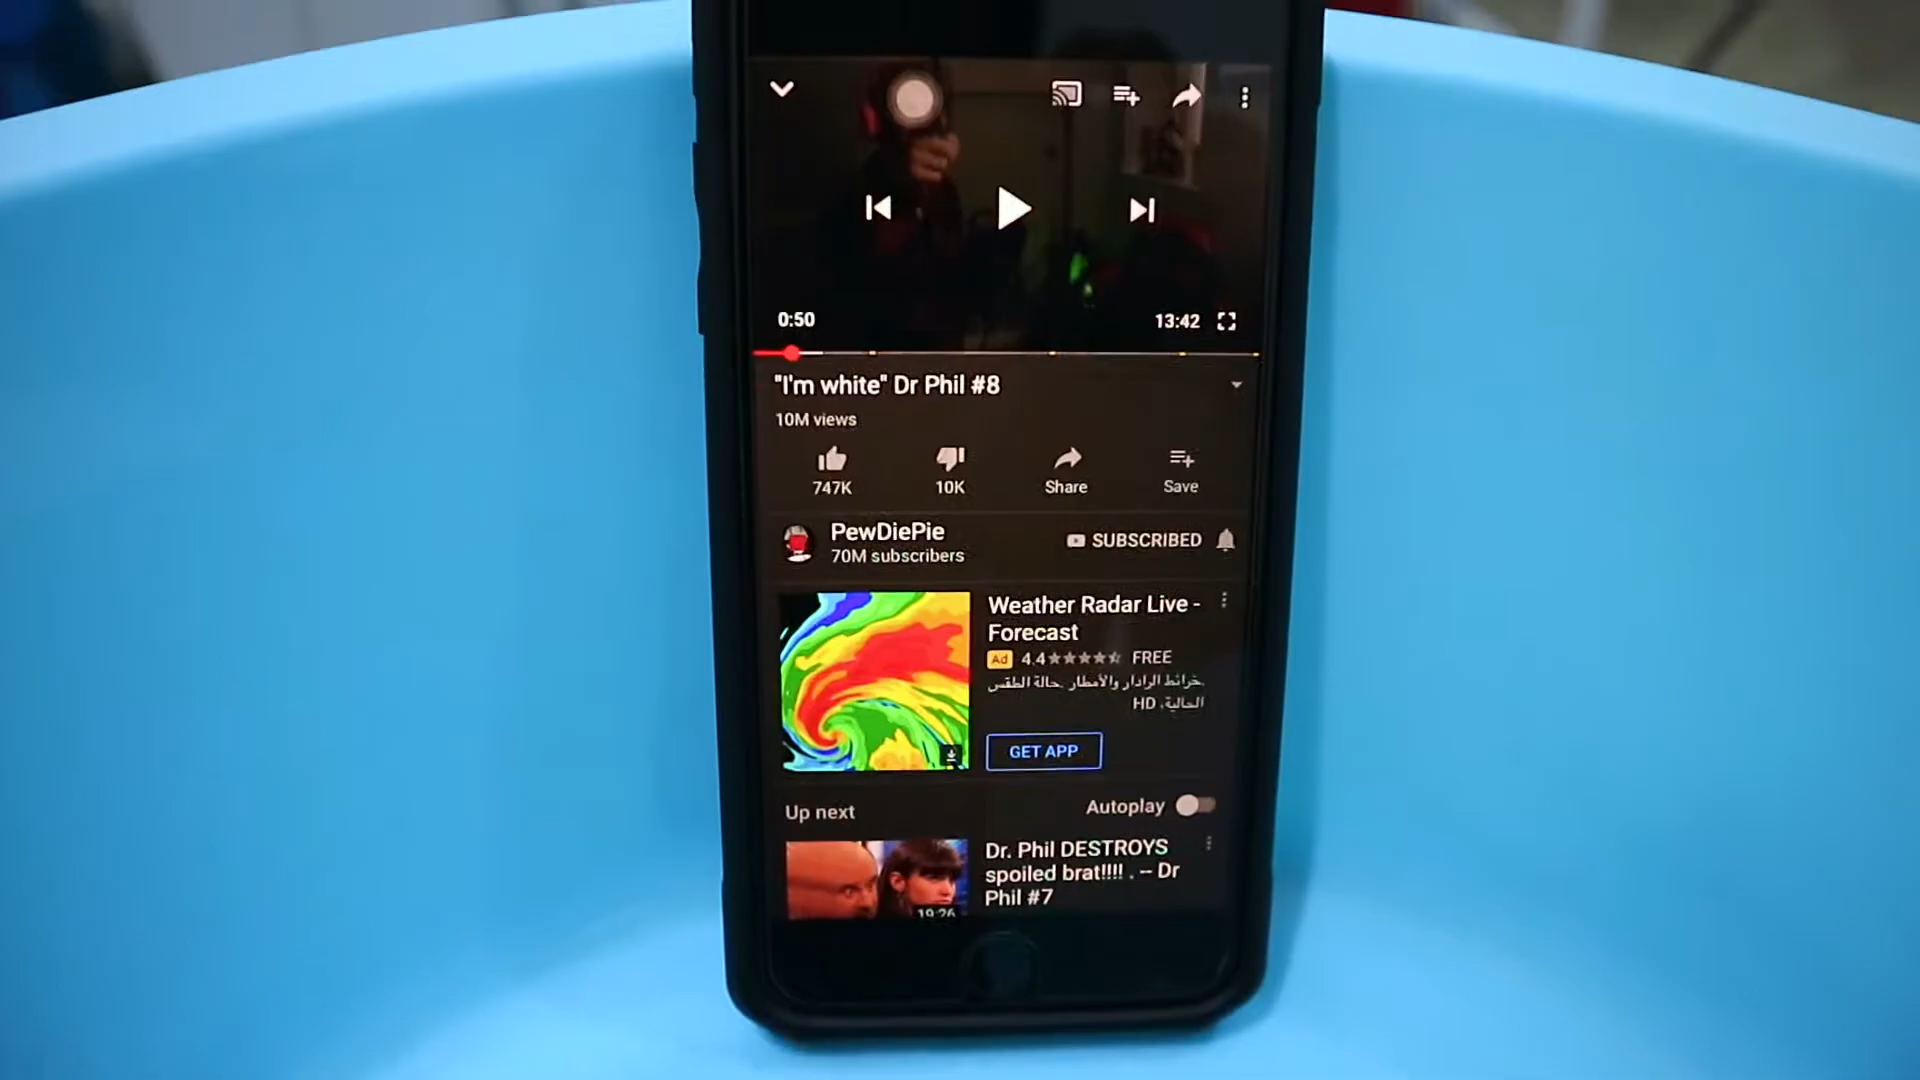 0:50
13:42
"I'm white" Dr Phil #8
10M views
747K
10K
Share
Save
PewDiePie
70M subscribers
SUBSCRIBED
Weather Radar Live -
Forecast
Ad 4.4 FREE
خرائط الرادار والأمطار .حالة الطقس
الحالية، HD
GET APP
Up next
Autoplay
Dr. Phil DESTROYS
spoiled brat!!!! . -- Dr
Phil #7
19:26